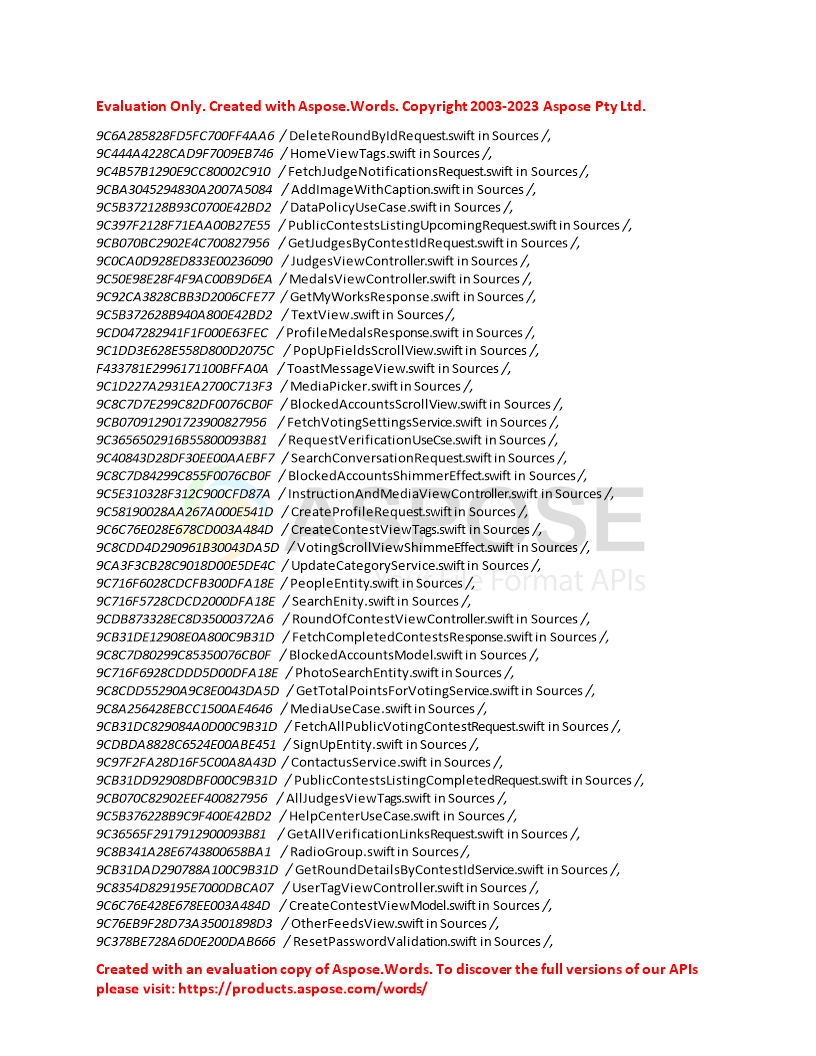 Evaluation Only. Created with Aspose.Words. Copyright 2003-2023 Aspose Pty Ltd.
9C6A285828FD5FC700FF4AA6 / DeleteRoundByIdRequest.swift in Sources /,
9C444A4228CAD9F7009EB746 / HomeViewTags.swift in Sources /,
9C4B57B1290E9CC80002C910 / FetchJudgeNotificationsRequest.swift in Sources /,
9CBA3045294830A2007A5084 / AddImageWithCaption.swift in Sources /,
9C5B372128B93C0700E42BD2 / DataPolicyUseCase.swift in Sources /,
9C397F2128F71EAA00B27E55 / PublicContestsListingUpcomingRequest.swift in Sources /,
9CB070BC2902E4C700827956 / GetJudgesByContestIdRequest.swift in Sources /,
9C0CA0D928ED833E00236090 / JudgesViewController.swift in Sources /,
9C50E98E28F4F9AC00B9D6EA / MedalsViewController.swift in Sources /,
9C92CA3828CBB3D2006CFE77 / GetMyWorksResponse.swift in Sources /,
9C5B372628B940A800E42BD2 / TextView.swift in Sources /,
9CD047282941F1F000E63FEC / ProfileMedalsResponse.swift in Sources /,
9C1DD3E628E558D800D2075C / PopUpFieldsScrollView.swift in Sources /,
F433781E2996171100BFFA0A / ToastMessageView.swift in Sources /,
9C1D227A2931EA2700C713F3 / MediaPicker.swift in Sources /,
9C8C7D7E299C82DF0076CB0F / BlockedAccountsScrollView.swift in Sources /,
9CB070912901723900827956 / FetchVotingSettingsService.swift in Sources /,
9C3656502916B55800093B81 / RequestVerificationUseCse.swift in Sources /,
9C40843D28DF30EE00AAEBF7 / SearchConversationRequest.swift in Sources /,
9C8C7D84299C855F0076CB0F / BlockedAccountsShimmerEffect.swift in Sources /,
9C5E310328F312C900CFD87A / InstructionAndMediaViewController.swift in Sources /,
9C58190028AA267A000E541D / CreateProfileRequest.swift in Sources /,
9C6C76E028E678CD003A484D / CreateContestViewTags.swift in Sources /,
9C8CDD4D290961B30043DA5D / VotingScrollViewShimmeEffect.swift in Sources /,
9CA3F3CB28C9018D00E5DE4C / UpdateCategoryService.swift in Sources /,
9C716F6028CDCFB300DFA18E / PeopleEntity.swift in Sources /,
9C716F5728CDCD2000DFA18E / SearchEnity.swift in Sources /,
9CDB873328EC8D35000372A6 / RoundOfContestViewController.swift in Sources /,
9CB31DE12908E0A800C9B31D / FetchCompletedContestsResponse.swift in Sources /,
9C8C7D80299C85350076CB0F / BlockedAccountsModel.swift in Sources /,
9C716F6928CDDD5D00DFA18E / PhotoSearchEntity.swift in Sources /,
9C8CDD55290A9C8E0043DA5D / GetTotalPointsForVotingService.swift in Sources /,
9C8A256428EBCC1500AE4646 / MediaUseCase.swift in Sources /,
9CB31DC829084A0D00C9B31D / FetchAllPublicVotingContestRequest.swift in Sources /,
9CDBDA8828C6524E00ABE451 / SignUpEntity.swift in Sources /,
9C97F2FA28D16F5C00A8A43D / ContactusService.swift in Sources /,
9CB31DD92908DBF000C9B31D / PublicContestsListingCompletedRequest.swift in Sources /,
9CB070C82902EEF400827956 / AllJudgesViewTags.swift in Sources /,
9C5B376228B9C9F400E42BD2 / HelpCenterUseCase.swift in Sources /,
9C36565F2917912900093B81 / GetAllVerificationLinksRequest.swift in Sources /,
9C8B341A28E6743800658BA1 / RadioGroup.swift in Sources /,
9CB31DAD290788A100C9B31D / GetRoundDetailsByContestIdService.swift in Sources /,
9C8354D829195E7000DBCA07 / UserTagViewController.swift in Sources /,
9C6C76E428E678EE003A484D / CreateContestViewModel.swift in Sources /,
9C76EB9F28D73A35001898D3 / OtherFeedsView.swift in Sources /,
9C378BE728A6D0E200DAB666 / ResetPasswordValidation.swift in Sources /,
ASPOSE
Your File Format APIs
Created with an evaluation copy of Aspose.Words. To discover the full versions of our APIs
please visit: https://products.aspose.com/words/